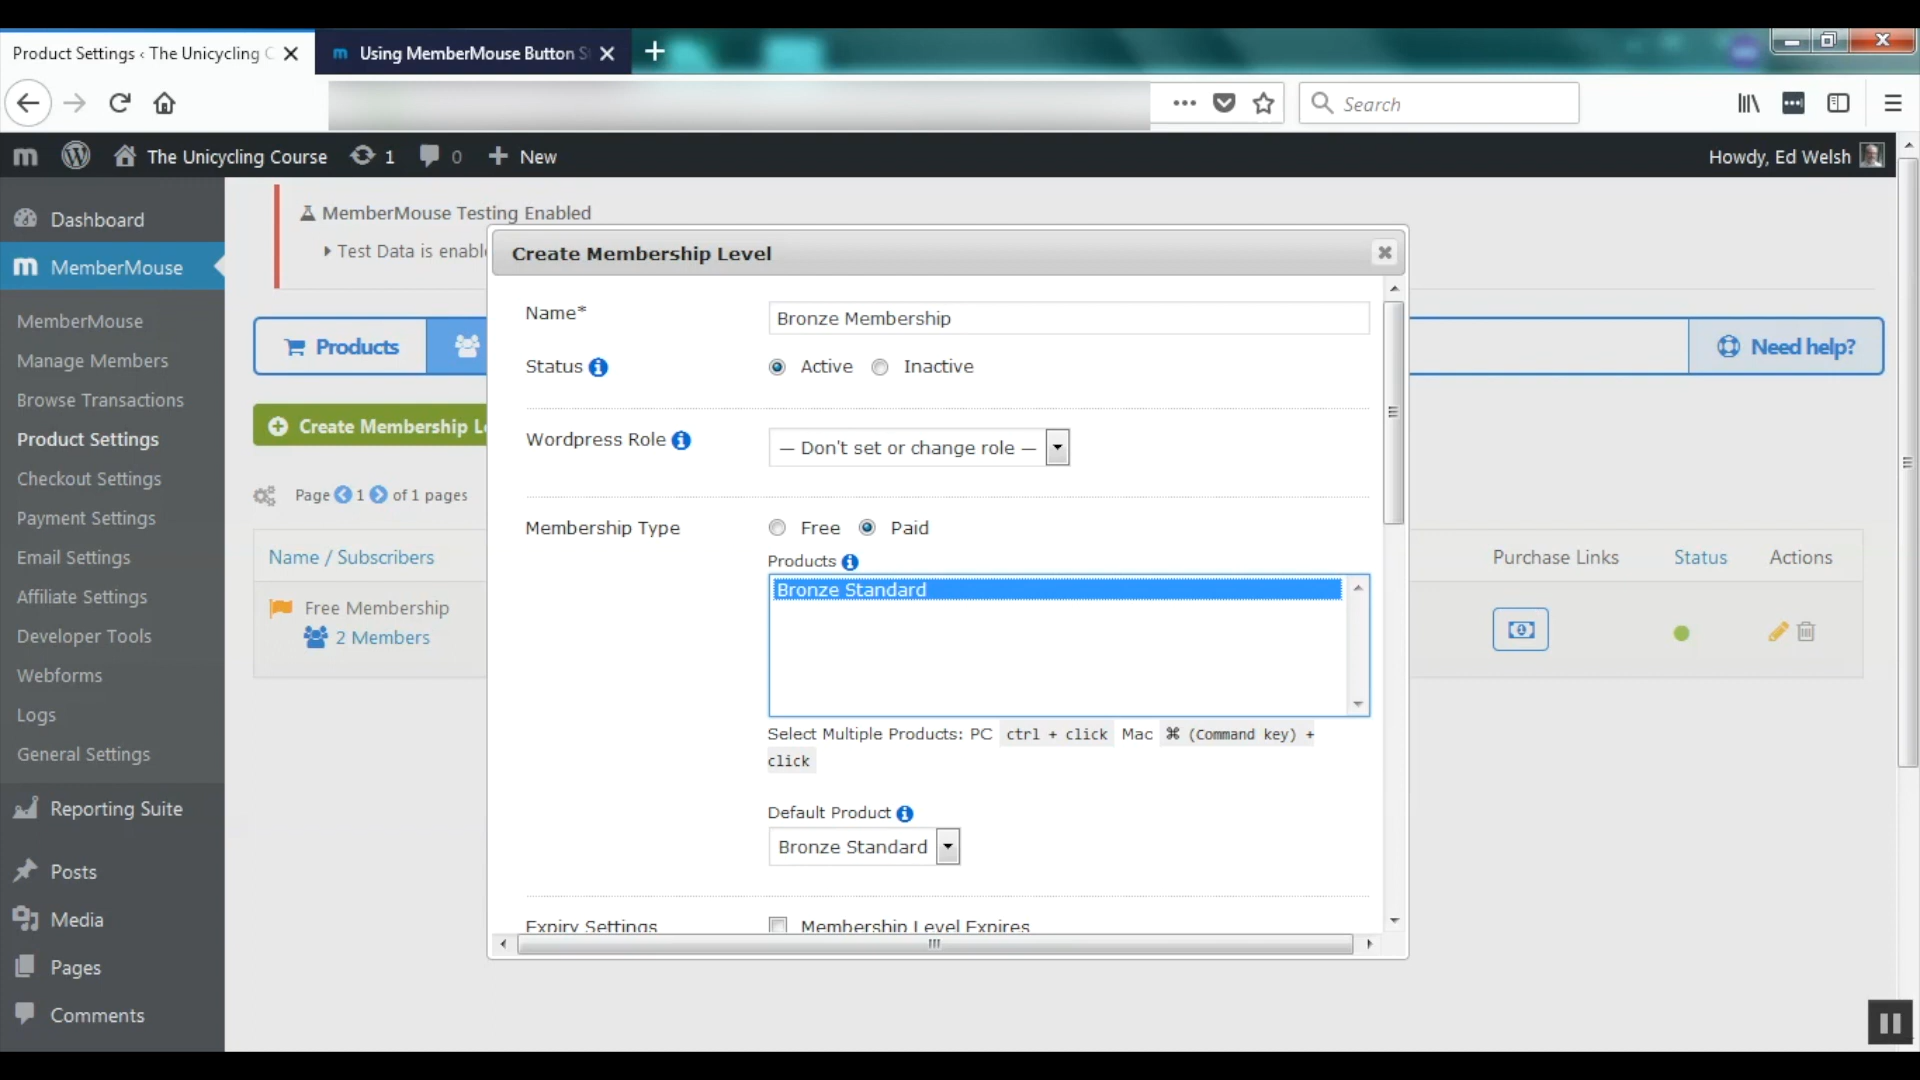 Product Settings ‹ The Unicycling C
Using MemberMouse Button S
Search
The Unicycling Course
1
0
New
Howdy, Ed Welsh
Dashboard
MemberMouse
MemberMouse
Manage Members
Browse Transactions
Product Settings
Checkout Settings
Payment Settings
Email Settings
Affiliate Settings
Developer Tools
Webforms
Logs
General Settings
Reporting Suite
Posts
Media
Pages
Comments
MemberMouse Testing Enabled
Test Data is enable
Products
Need help?
Create Membership L
Page 1 of 1 pages
Name / Subscribers
Purchase Links
Status
Actions
Free Membership
2 Members
Create Membership Level
Name*
Bronze Membership
Status
Active
Inactive
Wordpress Role
— Don't set or change role —
Membership Type
Free
Paid
Products
Bronze Standard
Select Multiple Products: PC ctrl + click Mac ⌘ (Command key) +
click
Default Product
Bronze Standard
Expiry Settings
Membership Level Expires